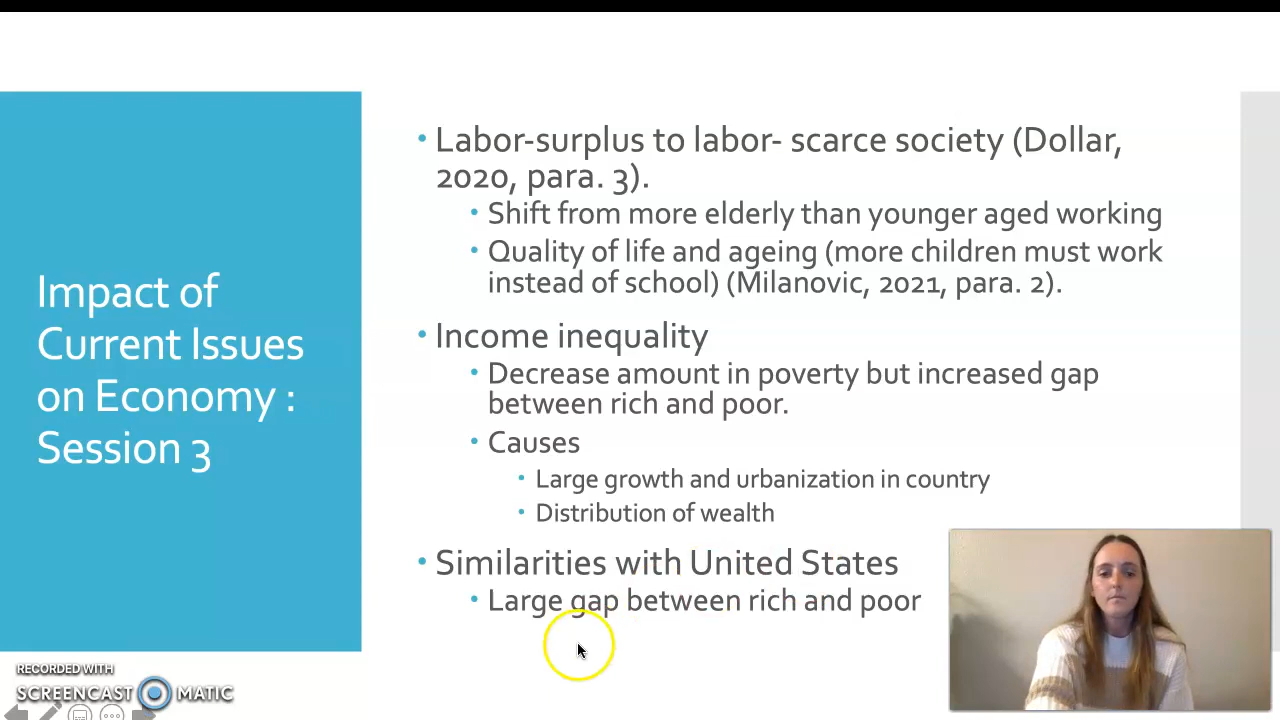 Impact of
Current Issues
on Economy :
Session 3
• Labor-surplus to labor- scarce society (Dollar,
2020, para. 3).
• Shift from more elderly than younger aged working
• Quality of life and ageing (more children must work
instead of school) (Milanovic, 2021, para. 2).
• Income inequality
• Decrease amount in poverty but increased gap
between rich and poor.
• Causes
• Large growth and urbanization in country
• Distribution of wealth
• Similarities with United States
• Large gap between rich and poor
RECORDED WITH
SCREENCAST MATIC